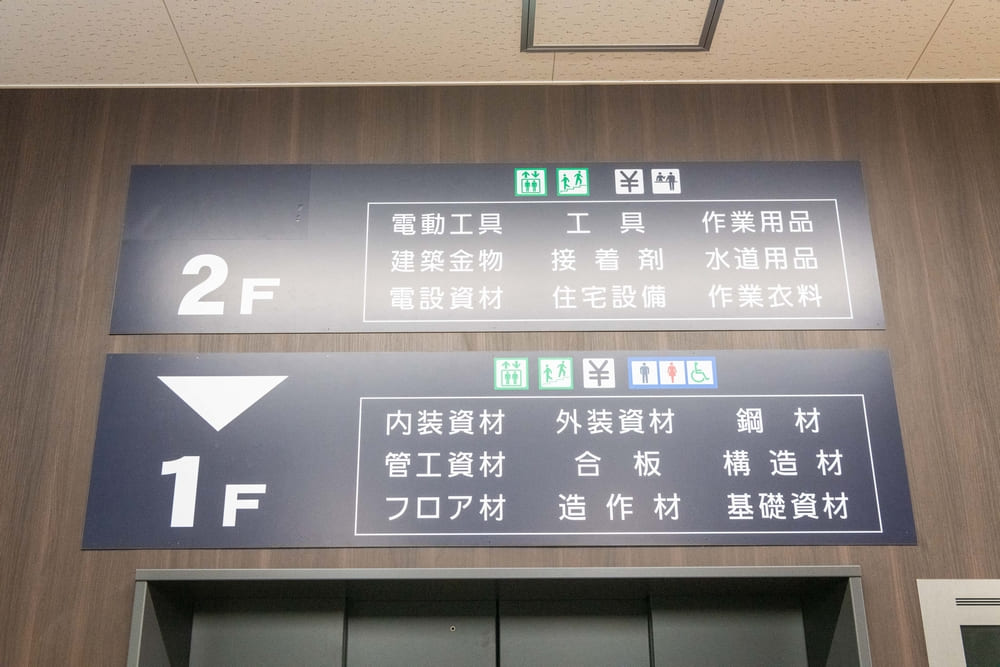 ¥
2F
電動工具 工具 作業用品
建築金物 接着剤 水道用品
電設資材 住宅設備 作業衣料
¥
1F
内装資材 外装資材 鋼材
管工資材 合板 構造材
フロア材 造作材 基礎資材